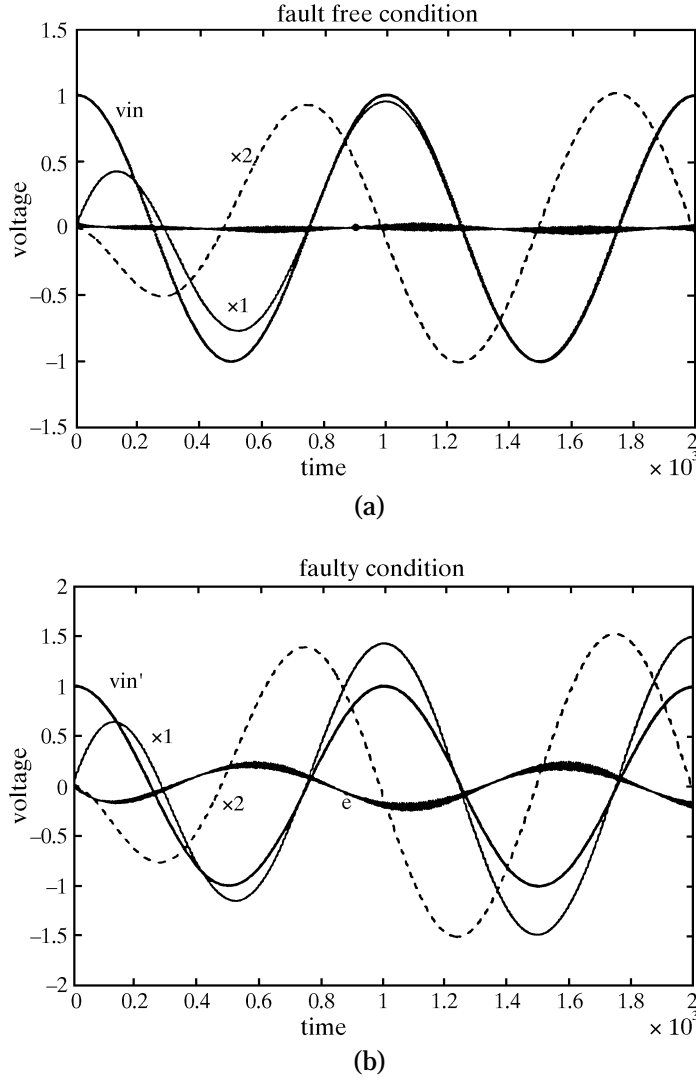 fault free condition
1.5
1
0.5
0
−0.5
−1
−1.5
voltage
vin
×2
×1
0 0.2 0.4 0.6 0.8 1 1.2 1.4 1.6 1.8 2
time
× 10³
(a)
faulty condition
2
1.5
1
0.5
0
−0.5
−1
−1.5
−2
voltage
vin'
×1
×2
e
0 0.2 0.4 0.6 0.8 1 1.2 1.4 1.6 1.8 2
time
× 10³
(b)